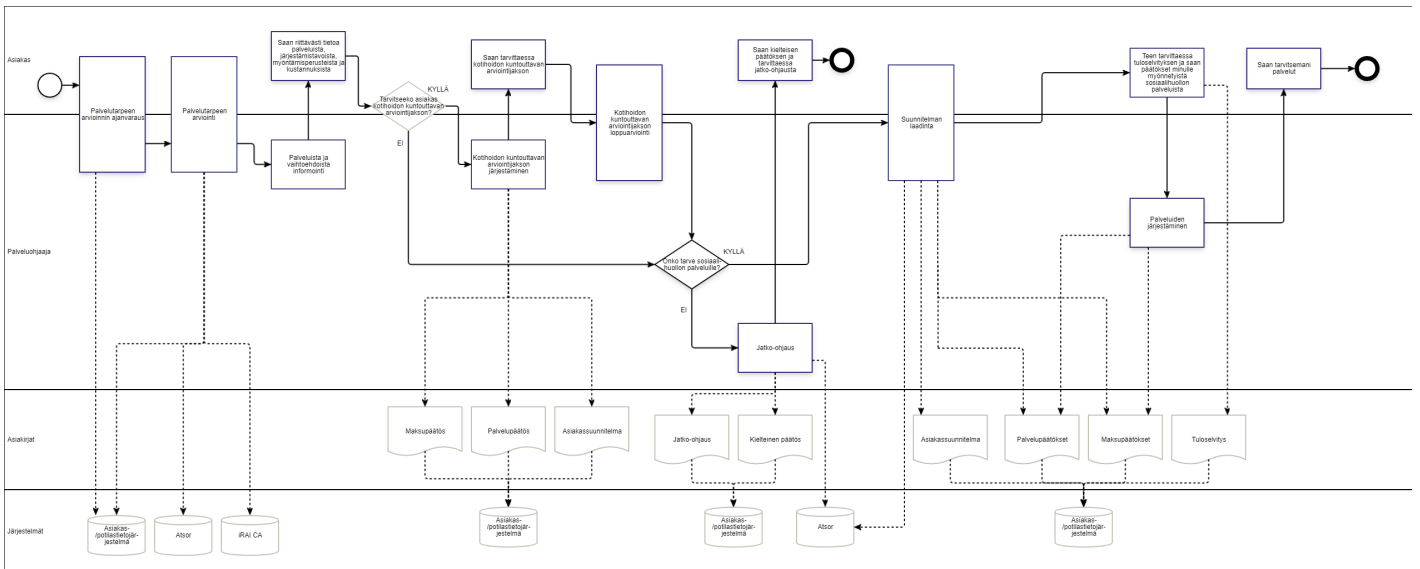 Asiakas
Palvelutarpeen
arvioinnin ajanvaraus
Palvelutarpeen
arviointi
Saan riittävästi tietoa
palveluista,
järjestämistavoista,
myöntämisperusteista ja
kustannuksista
Tarvitseeko asiakas
kotihoidon kuntouttavan
arviointijakson?
KYLLÄ
EI
Saan tarvittaessa
kotihoidon kuntouttavan
arviointijakson
Kotihoidon
kuntouttavan
arviointijakson
loppuarviointi
Saan kielteisen
päätöksen ja
tarvittaessa
jatko-ohjausta
Suunnitelman
laadinta
Teen tarvittaessa
tuloselvityksen ja saan
päätökset minulle
myönnetyistä
sosiaalihuollon
palveluista
Saan tarvitsemani
palvelut
Palveluohjaaja
Palveluista ja
vaihtoehdoista
informointi
Kotihoidon kuntouttavan
arviointijakson
järjestäminen
Onko tarve sosiaali-
huollon palveluille?
KYLLÄ
EI
Jatko-ohjaus
Palveluiden
järjestäminen
Asiakirjat
Maksupäätös
Palvelupäätös
Asiakassuunnitelma
Jatko-ohjaus
Kielteinen päätös
Asiakassuunnitelma
Palvelupäätökset
Maksupäätökset
Tuloselvitys
Järjestelmät
Asiakas-
/potilastietojär-
jestelmä
Atsor
iRAI CA
Asiakas-
/potilastietojär-
jestelmä
Asiakas-
/potilastietojär-
jestelmä
Atsor
Asiakas-
/potilastietojär-
jestelmä